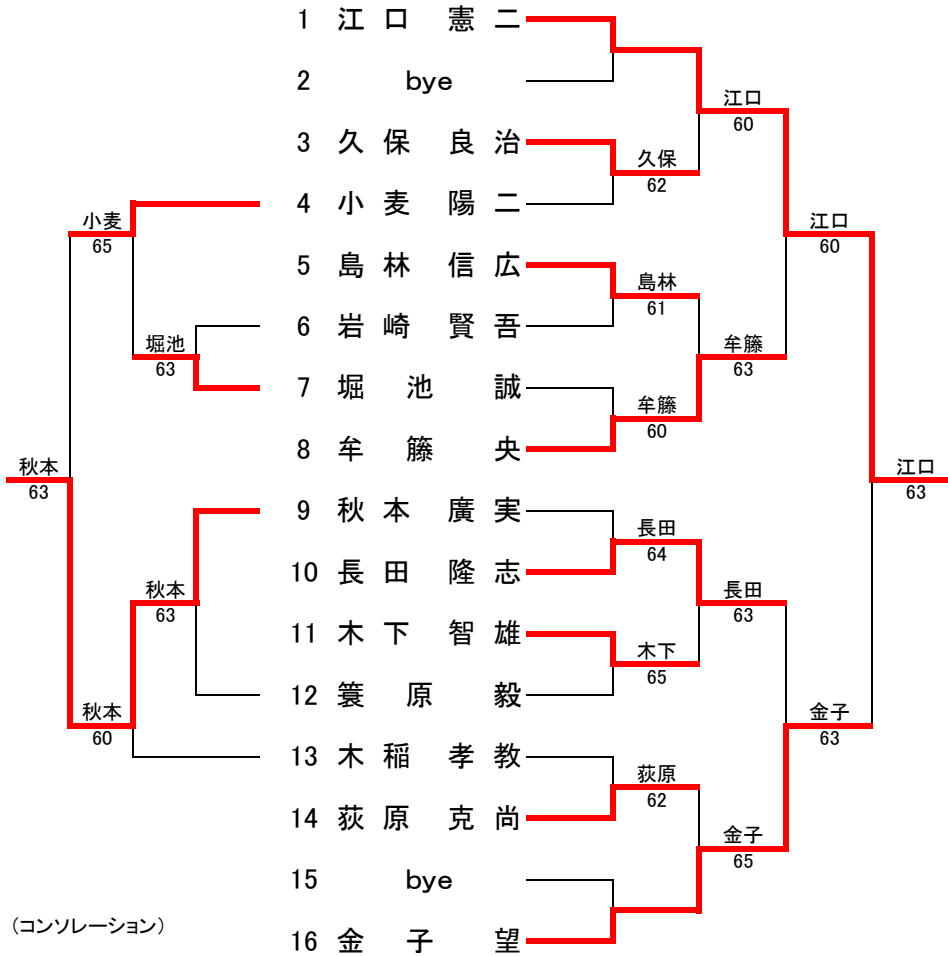 1 江口 憲二
2 bye
江口
60
3 久保 良治
久保
62
4 小麦 陽二
小麦
65
江口
60
5 島林 信広
島林
61
6 岩崎 賢吾
堀池
63
牟籐
63
7 堀池 誠
牟籐
60
8 牟籐 央
秋本
63
江口
63
9 秋本 廣実
長田
64
10 長田 隆志
秋本
63
長田
63
11 木下 智雄
木下
65
12 簑原 毅
秋本
60
金子
63
13 木稲 孝教
荻原
62
14 荻原 克尚
金子
65
15 bye
(コンソレーション)
16 金子 望